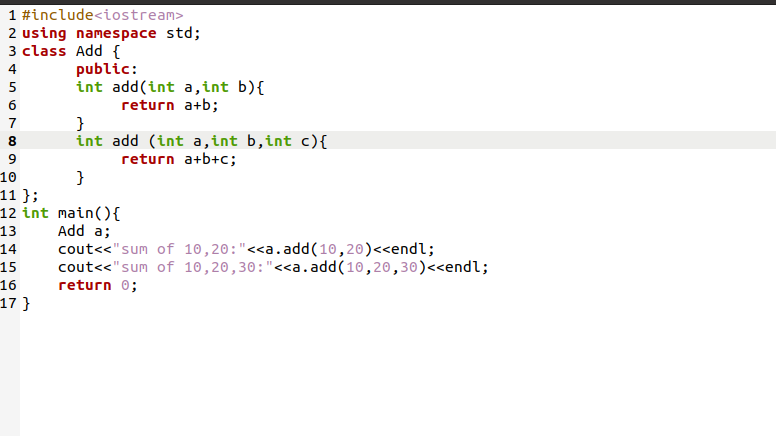 1 #include<iostream>
2 using namespace std;
3 class Add {
4       public:
5       int add(int a,int b){
6            return a+b;
7       }
8       int add (int a,int b,int c){
9            return a+b+c;
10       }
11 };
12 int main(){
13     Add a;
14     cout<<"sum of 10,20:"<<a.add(10,20)<<endl;
15     cout<<"sum of 10,20,30:"<<a.add(10,20,30)<<endl;
16     return 0;
17 }